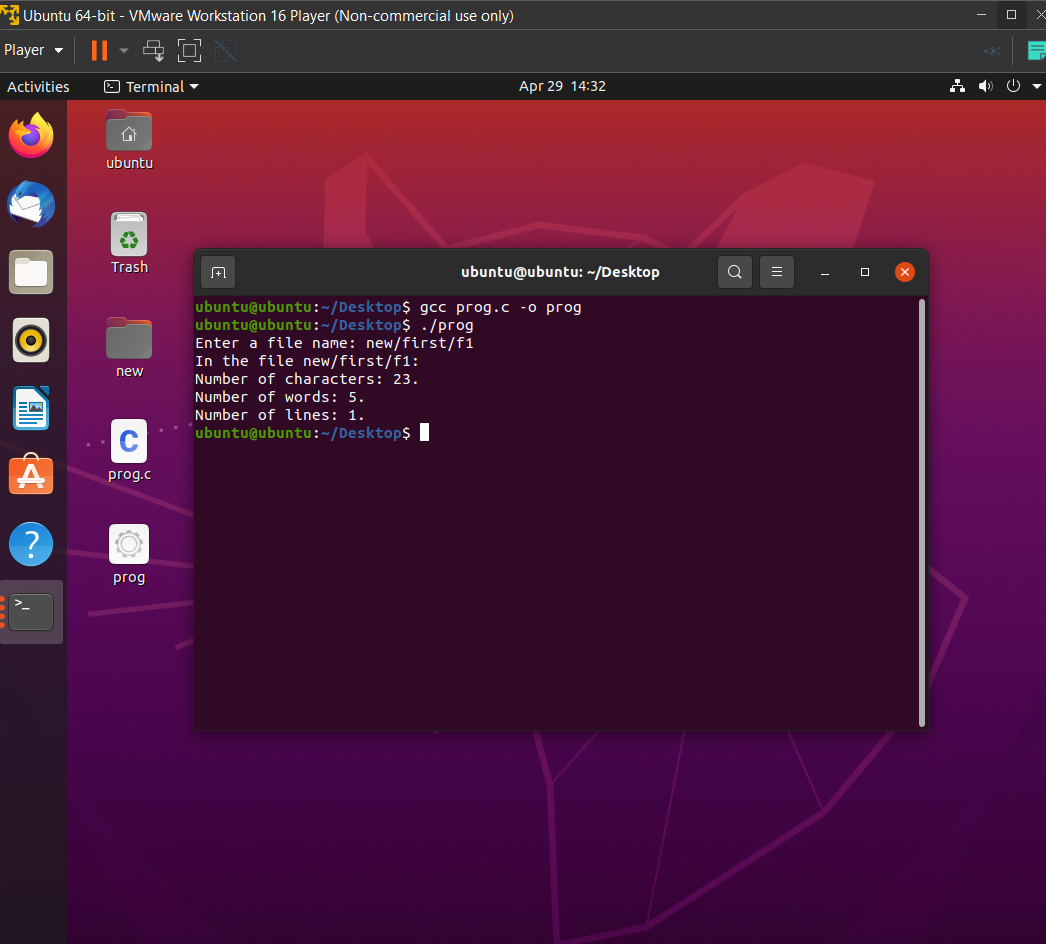 Ubuntu 64-bit - VMware Workstation 16 Player (Non-commercial use only)
Player
Activities
Terminal
Apr 29 14:32
ubuntu
Trash
new
C
prog.c
prog
ubuntu@ubuntu: ~/Desktop
ubuntu@ubuntu:~/Desktop$ gcc prog.c -o prog
ubuntu@ubuntu:~/Desktop$ ./prog
Enter a file name: new/first/f1
In the file new/first/f1:
Number of characters: 23.
Number of words: 5.
Number of lines: 1.
ubuntu@ubuntu:~/Desktop$